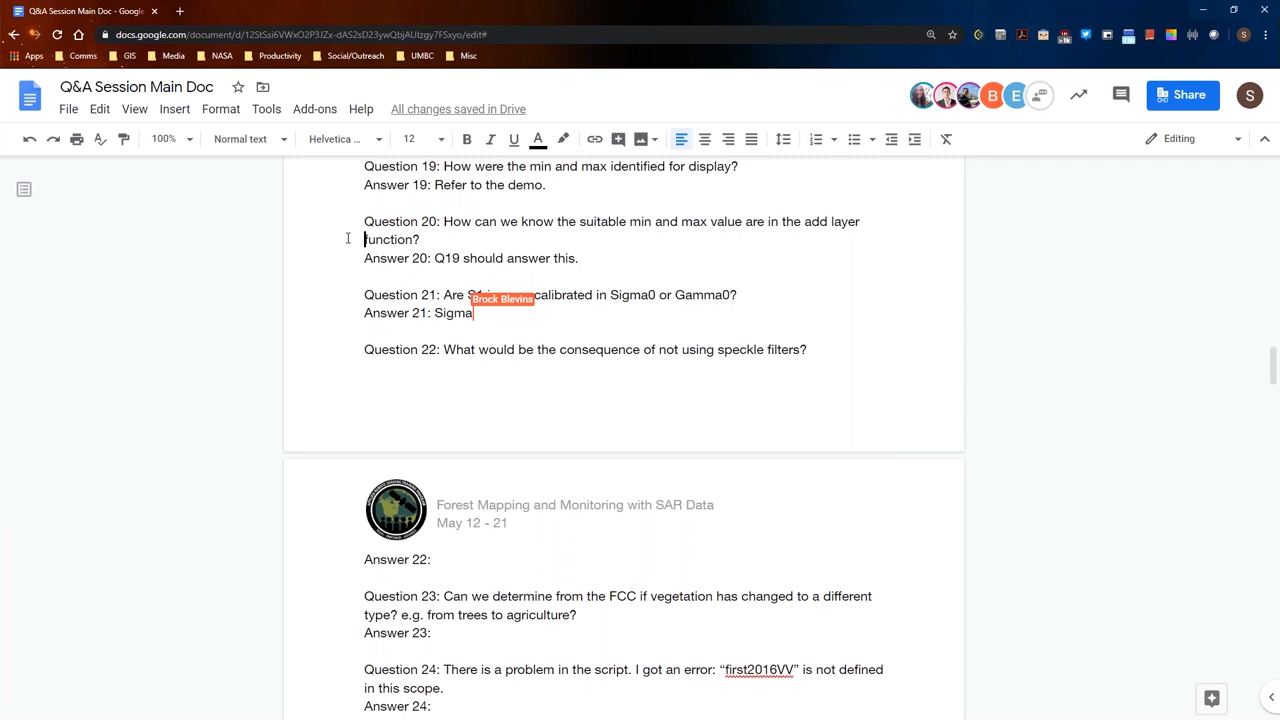 Q&A Session Main Doc - Google
docs.google.com/document/d/12StSsi6VWxO2P3JZx-dAS2sD23ywQbjAUIzgy7FSxyo/edit#
Apps Comms GIS Media NASA Productivity Social/Outreach UMBC Misc
Q&A Session Main Doc
File Edit View Insert Format Tools Add-ons Help All changes saved in Drive
Share
S
B
E
100% Normal text Helvetica ... 12 B I U A Editing
Question 19: How were the min and max identified for display?
Answer 19: Refer to the demo.
Question 20: How can we know the suitable min and max value are in the add layer
function?
Answer 20: Q19 should answer this.
Question 21: Are S1 calibrated in Sigma0 or Gamma0?
Brock Blevins
Answer 21: Sigma
Question 22: What would be the consequence of not using speckle filters?
Forest Mapping and Monitoring with SAR Data
May 12 - 21
Answer 22:
Question 23: Can we determine from the FCC if vegetation has changed to a different
type? e.g. from trees to agriculture?
Answer 23:
Question 24: There is a problem in the script. I got an error: “first2016VV” is not defined
in this scope.
Answer 24: